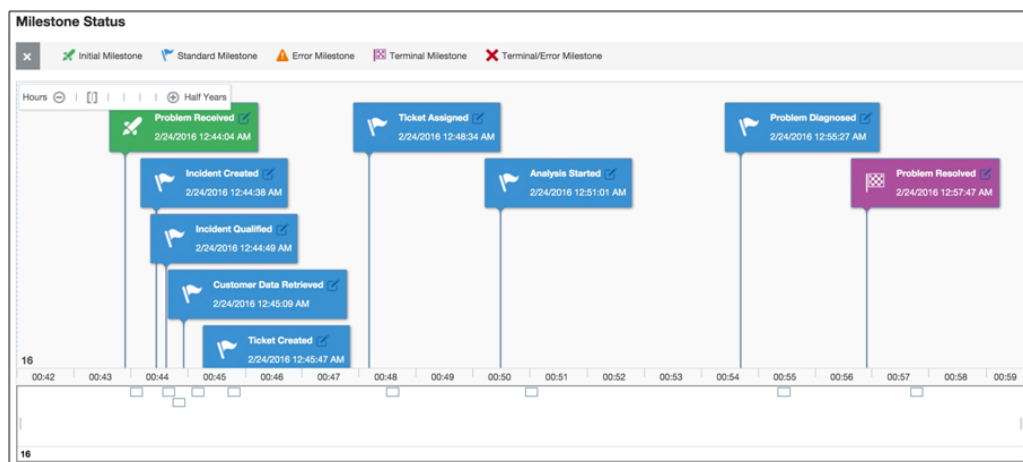 Milestone Status
Initial Milestone Standard Milestone Error Milestone Terminal Milestone Terminal/Error Milestone
Hours Half Years
Problem Received
2/24/2016 12:44:04 AM
Ticket Assigned
2/24/2016 12:48:34 AM
Problem Diagnosed
2/24/2016 12:55:27 AM
Incident Created
2/24/2016 12:44:38 AM
Analysis Started
2/24/2016 12:51:01 AM
Problem Resolved
2/24/2016 12:57:47 AM
Incident Qualified
2/24/2016 12:44:49 AM
Customer Data Retrieved
2/24/2016 12:45:09 AM
Ticket Created
2/24/2016 12:45:47 AM
16
00:42 00:43 00:44 00:45 00:46 00:47 00:48 00:49 00:50 00:51 00:52 00:53 00:54 00:55 00:56 00:57 00:58 00:59
16